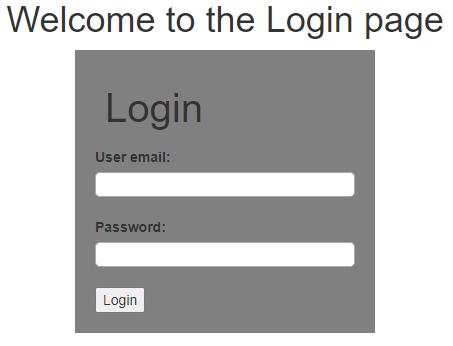 Welcome to the Login page
Login
User email:
Password:
Login